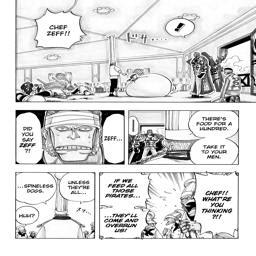 !
CHEF
ZEFF!!
THERE'S
FOOD FOR A
HUNDRED.
TAKE IT
TO YOUR
MEN.
ZEFF...
DID
YOU
SAY
ZEFF
?!
CHEF!!
WHAT'RE
YOU
THINKING
?!!
IF WE
FEED ALL
THOSE
PIRATES...
...THEY'LL
COME AND
OVERRUN
US!
UNLESS
THEY'RE
ALL...
...SPINELESS
DOGS.
HUH?